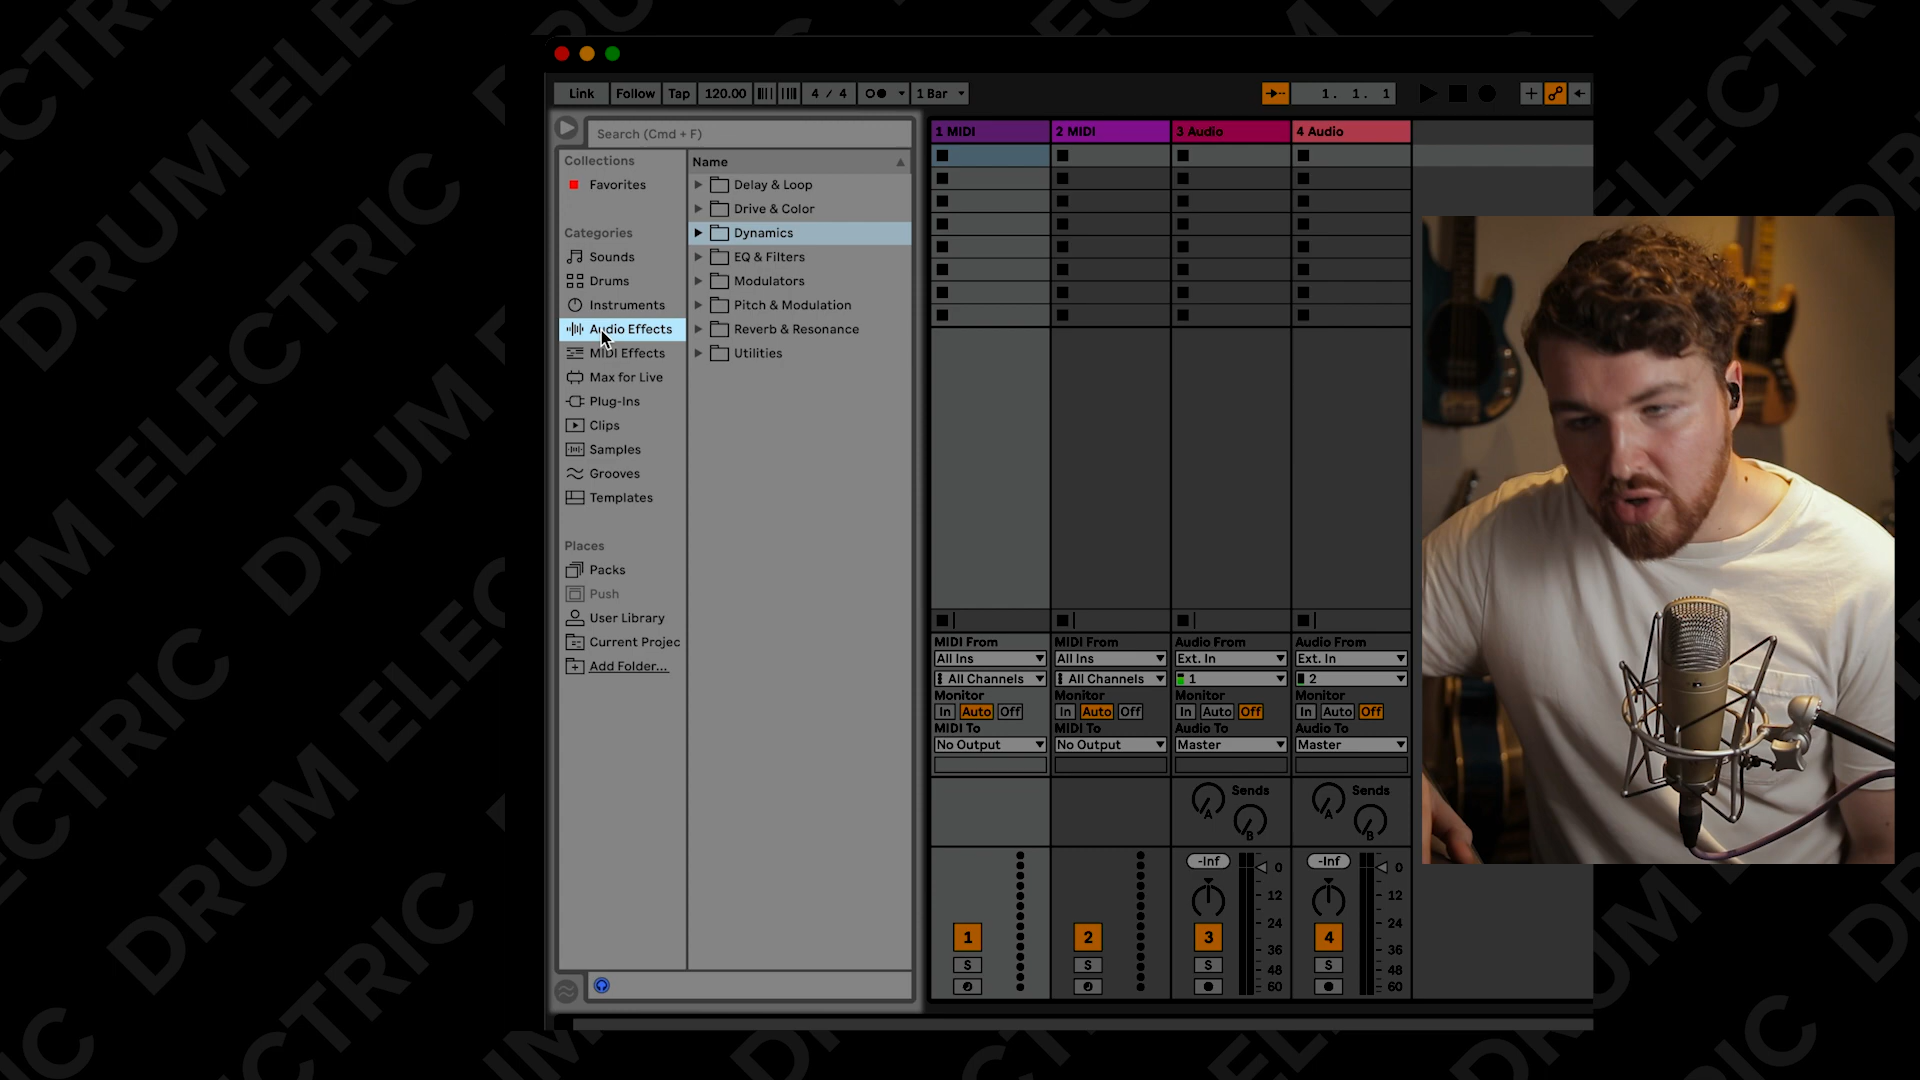 DRUM ELECTRIC
Link Follow Tap 120.00 4 / 4 1 Bar 1. 1. 1
Search (Cmd + F)
Collections
Favorites
Categories
Sounds
Drums
Instruments
Audio Effects
MIDI Effects
Max for Live
Plug-Ins
Clips
Samples
Grooves
Templates
Places
Packs
Push
User Library
Current Projec
Add Folder...
Name
Delay & Loop
Drive & Color
Dynamics
EQ & Filters
Modulators
Pitch & Modulation
Reverb & Resonance
Utilities
1 MIDI 2 MIDI 3 Audio 4 Audio
MIDI From MIDI From Audio From Audio From
All Ins All Ins Ext. In Ext. In
All Channels All Channels 1 2
Monitor Monitor Monitor Monitor
In Auto Off In Auto Off In Auto Off In Auto Off
MIDI To MIDI To Audio To Audio To
No Output No Output Master Master
Sends Sends
A A
B B
-Inf 0 -Inf 0
12 12
24 24
1 2 3 4
36 36
S S S S
48 48
60 60